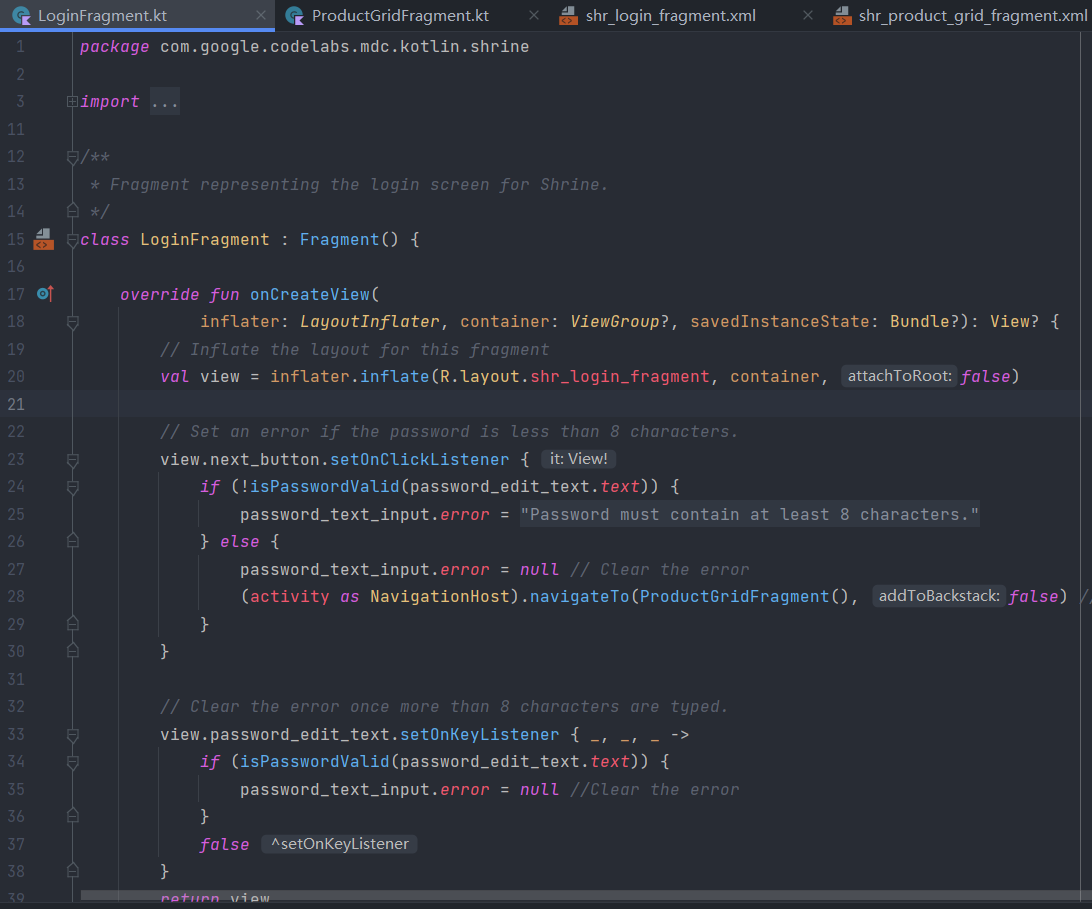 LoginFragment.kt ProductGridFragment.kt shr_login_fragment.xml shr_product_grid_fragment.xml
1 package com.google.codelabs.mdc.kotlin.shrine
2
3 import ...
11
12 /**
13 * Fragment representing the login screen for Shrine.
14 */
15 class LoginFragment : Fragment() {
16
17 override fun onCreateView(
18 inflater: LayoutInflater, container: ViewGroup?, savedInstanceState: Bundle?): View? {
19 // Inflate the layout for this fragment
20 val view = inflater.inflate(R.layout.shr_login_fragment, container, attachToRoot: false)
21
22 // Set an error if the password is less than 8 characters.
23 view.next_button.setOnClickListener { it: View!
24 if (!isPasswordValid(password_edit_text.text)) {
25 password_text_input.error = "Password must contain at least 8 characters."
26 } else {
27 password_text_input.error = null // Clear the error
28 (activity as NavigationHost).navigateTo(ProductGridFragment(), addToBackstack: false) //
29 }
30 }
31
32 // Clear the error once more than 8 characters are typed.
33 view.password_edit_text.setOnKeyListener { _, _, _ ->
34 if (isPasswordValid(password_edit_text.text)) {
35 password_text_input.error = null //Clear the error
36 }
37 false ^setOnKeyListener
38 }
39 return view